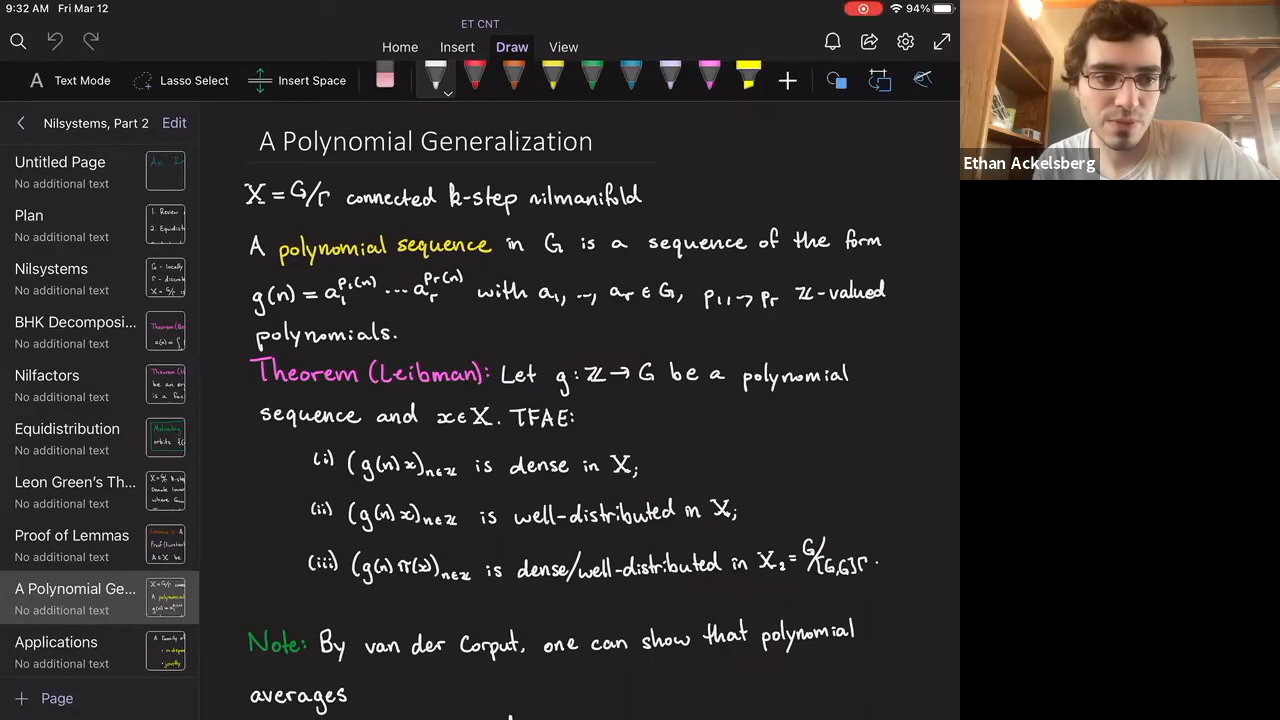 9:32 AM Fri Mar 12
94%
ET CNT
Home Insert Draw View
Text Mode Lasso Select Insert Space
Nilsystems, Part 2 Edit
Untitled Page
No additional text
Plan
No additional text
Nilsystems
No additional text
BHK Decomposi...
No additional text
Nilfactors
No additional text
Equidistribution
No additional text
Leon Green's Th...
No additional text
Proof of Lemmas
No additional text
A Polynomial Ge...
No additional text
Applications
No additional text
+ Page
A Polynomial Generalization
X = G/Γ connected k-step nilmanifold
A polynomial sequence in G is a sequence of the form
g(n) = a₁^{p₁(n)} ... a_r^{p_r(n)} with a₁, ..., a_r ∈ G, p₁, ..., p_r ℤ-valued
polynomials.
Theorem (Leibman): Let g: ℤ → G be a polynomial
sequence and x ∈ X. TFAE:
(i) (g(n)x)_{n∈ℤ} is dense in X;
(ii) (g(n)x)_{n∈ℤ} is well-distributed in X;
(iii) (g(n)π(x))_{n∈ℤ} is dense/well-distributed in X₂ = G/[G,G]Γ.
Note: By van der Corput, one can show that polynomial
averages
Ethan Ackelsberg